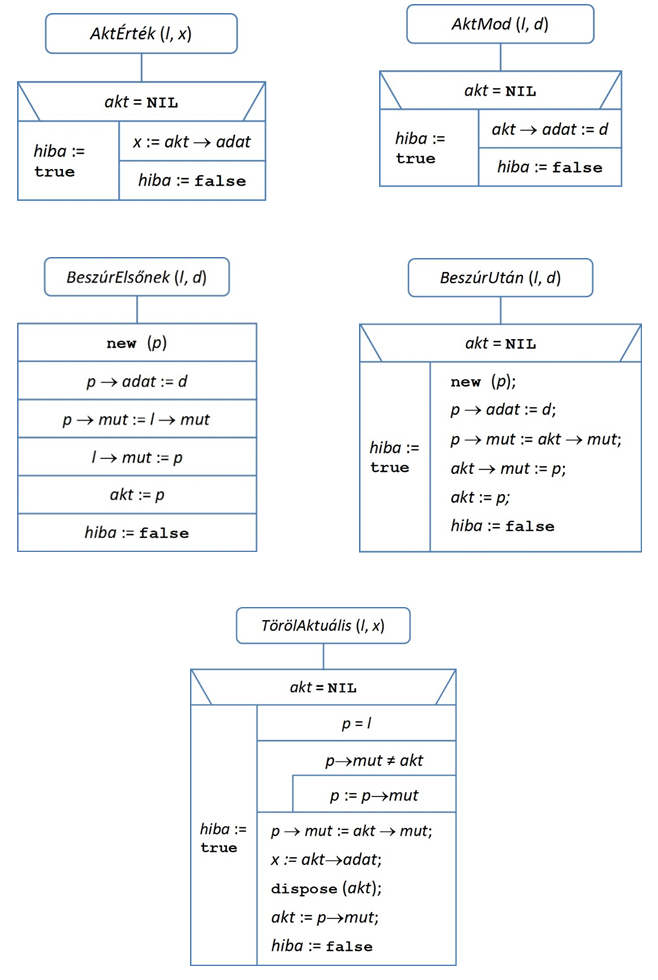 AktÉrték (l, x)
akt = NIL
hiba :=
true
x := akt → adat
hiba := false
AktMod (l, d)
akt = NIL
hiba :=
true
akt → adat := d
hiba := false
BeszúrElsőnek (l, d)
new (p)
p → adat := d
p → mut := l → mut
l → mut := p
akt := p
hiba := false
BeszúrUtán (l, d)
akt = NIL
hiba :=
true
new (p);
p → adat := d;
p → mut := akt → mut;
akt → mut := p;
akt := p;
hiba := false
TörölAktuális (l, x)
akt = NIL
hiba :=
true
p = l
p→mut ≠ akt
p := p→mut
p → mut := akt → mut;
x := akt→adat;
dispose (akt);
akt := p→mut;
hiba := false